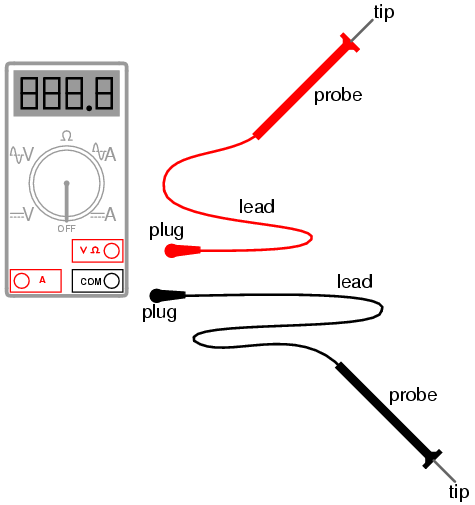 tip
888.8
probe
Ω
V A
lead
V A
OFF
plug
V Ω
A COM
lead
plug
probe
tip